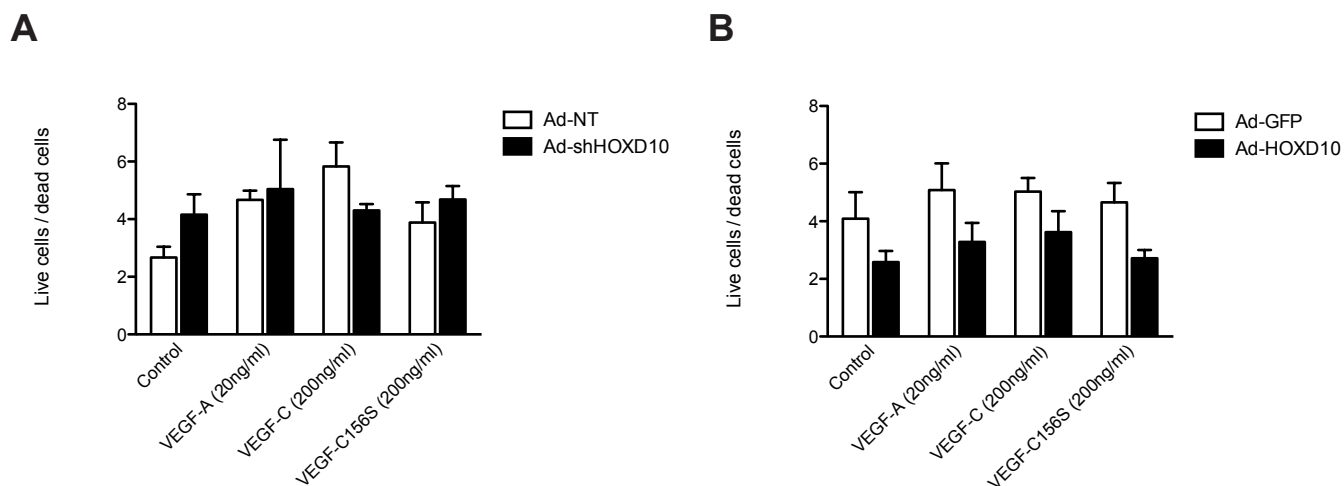 A
Live cells / dead cells
8
6
4
2
0
Control
VEGF-A (20ng/ml)
VEGF-C (200ng/ml)
VEGF-C156S (200ng/ml)
Ad-NT
Ad-shHOXD10
B
Live cells / dead cells
8
6
4
2
0
Control
VEGF-A (20ng/ml)
VEGF-C (200ng/ml)
VEGF-C156S (200ng/ml)
Ad-GFP
Ad-HOXD10